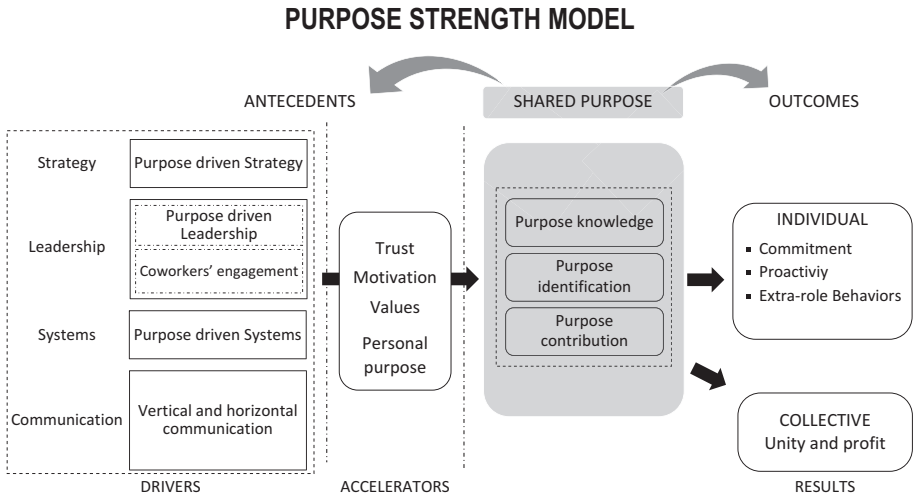 PURPOSE STRENGTH MODEL
ANTECEDENTS
SHARED PURPOSE
OUTCOMES
Strategy
Purpose driven Strategy
Leadership
Purpose driven
Leadership
Coworkers’ engagement
Systems
Purpose driven Systems
Communication
Vertical and horizontal
communication
DRIVERS
Trust
Motivation
Values
Personal
purpose
ACCELERATORS
Purpose knowledge
Purpose
identification
Purpose
contribution
INDIVIDUAL
▪ Commitment
▪ Proactiviy
▪ Extra-role Behaviors
COLLECTIVE
Unity and profit
RESULTS